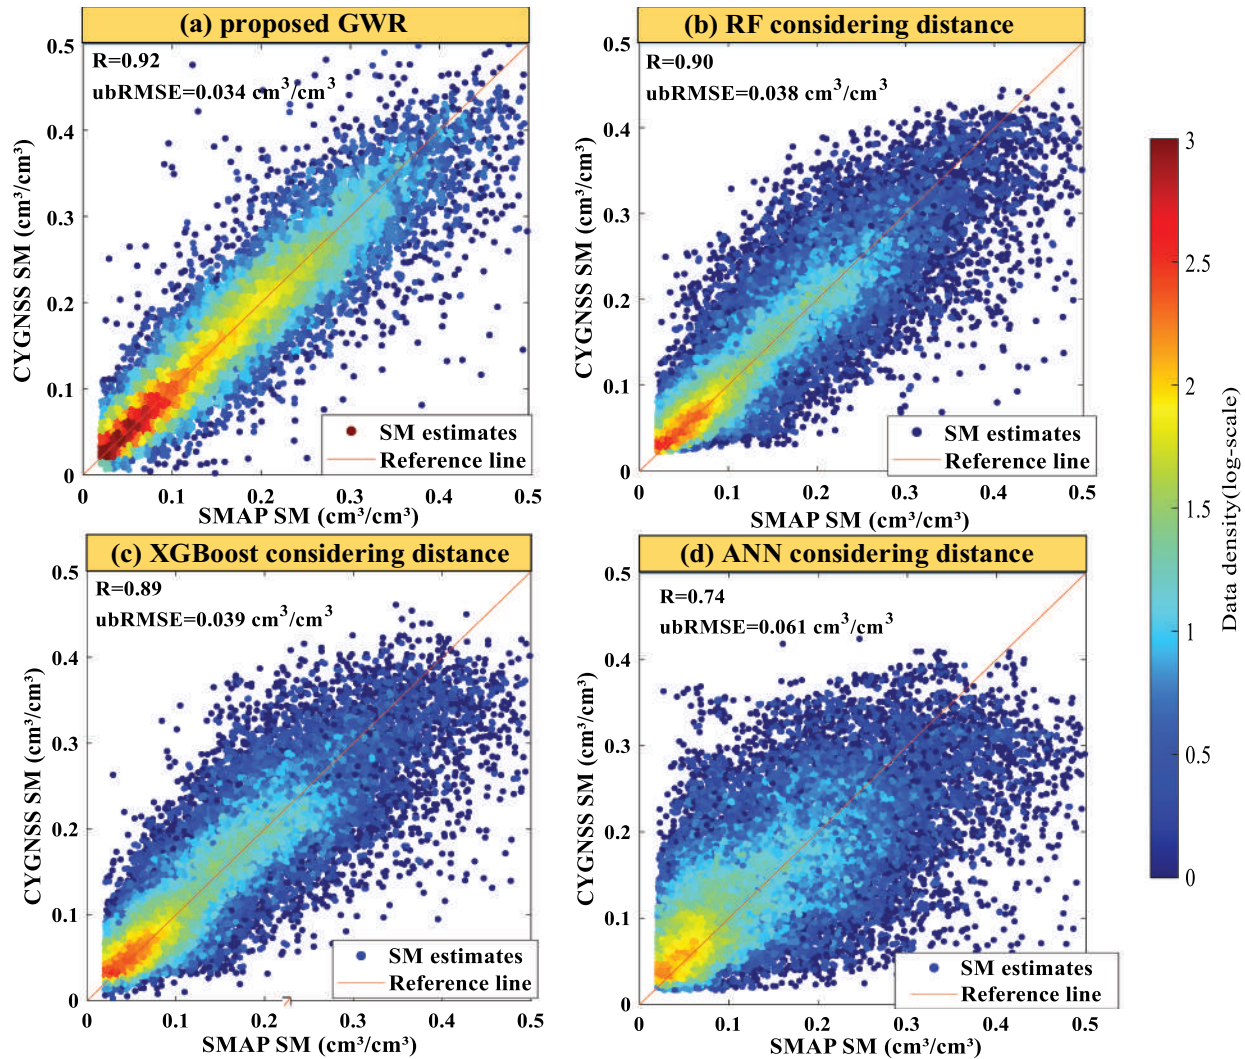 (a) proposed GWR
R=0.92
ubRMSE=0.034 cm³/cm³
CYGNSS SM (cm³/cm³)
0.5
0.4
0.3
0.2
0.1
0
SM estimates
Reference line
0 0.1 0.2 0.3 0.4 0.5
SMAP SM (cm³/cm³)
(b) RF considering distance
R=0.90
ubRMSE=0.038 cm³/cm³
CYGNSS SM (cm³/cm³)
0.5
0.4
0.3
0.2
0.1
0
SM estimates
Reference line
0 0.1 0.2 0.3 0.4 0.5
SMAP SM (cm³/cm³)
(c) XGBoost considering distance
R=0.89
ubRMSE=0.039 cm³/cm³
CYGNSS SM (cm³/cm³)
0.5
0.4
0.3
0.2
0.1
0
SM estimates
Reference line
0 0.1 0.2 0.3 0.4 0.5
SMAP SM (cm³/cm³)
(d) ANN considering distance
R=0.74
ubRMSE=0.061 cm³/cm³
CYGNSS SM (cm³/cm³)
0.5
0.4
0.3
0.2
0.1
0
SM estimates
Reference line
0 0.1 0.2 0.3 0.4 0.5
SMAP SM (cm³/cm³)
3
2.5
2
1.5
1
0.5
0
Data density(log-scale)